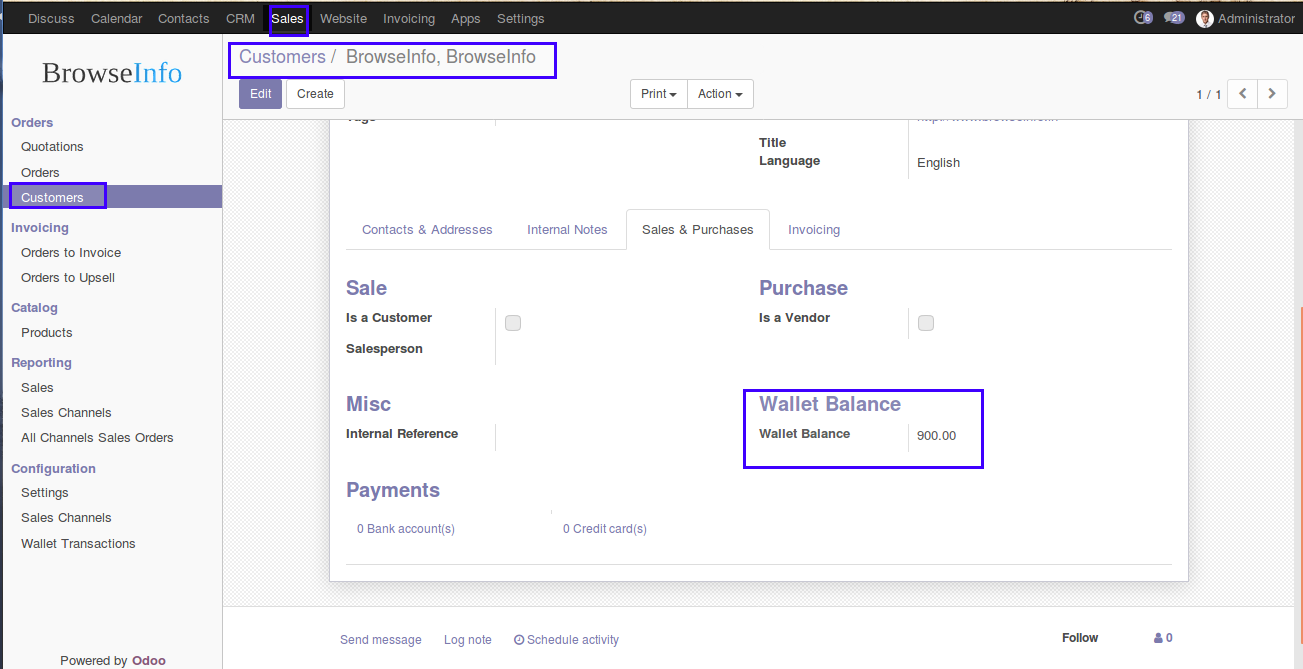 Discuss Calendar Contacts CRM Sales Website Invoicing Apps Settings 6 21 Administrator
BrowseInfo
Customers / BrowseInfo, BrowseInfo
Edit Create Print Action 1 / 1
Orders
Quotations
Orders
Customers
Invoicing
Orders to Invoice
Orders to Upsell
Catalog
Products
Reporting
Sales
Sales Channels
All Channels Sales Orders
Configuration
Settings
Sales Channels
Wallet Transactions
Powered by Odoo
Title
Language English
Contacts & Addresses Internal Notes Sales & Purchases Invoicing
Sale Purchase
Is a Customer Is a Vendor
Salesperson
Misc Wallet Balance
Internal Reference Wallet Balance 900.00
Payments
0 Bank account(s) 0 Credit card(s)
Send message Log note Schedule activity Follow 0